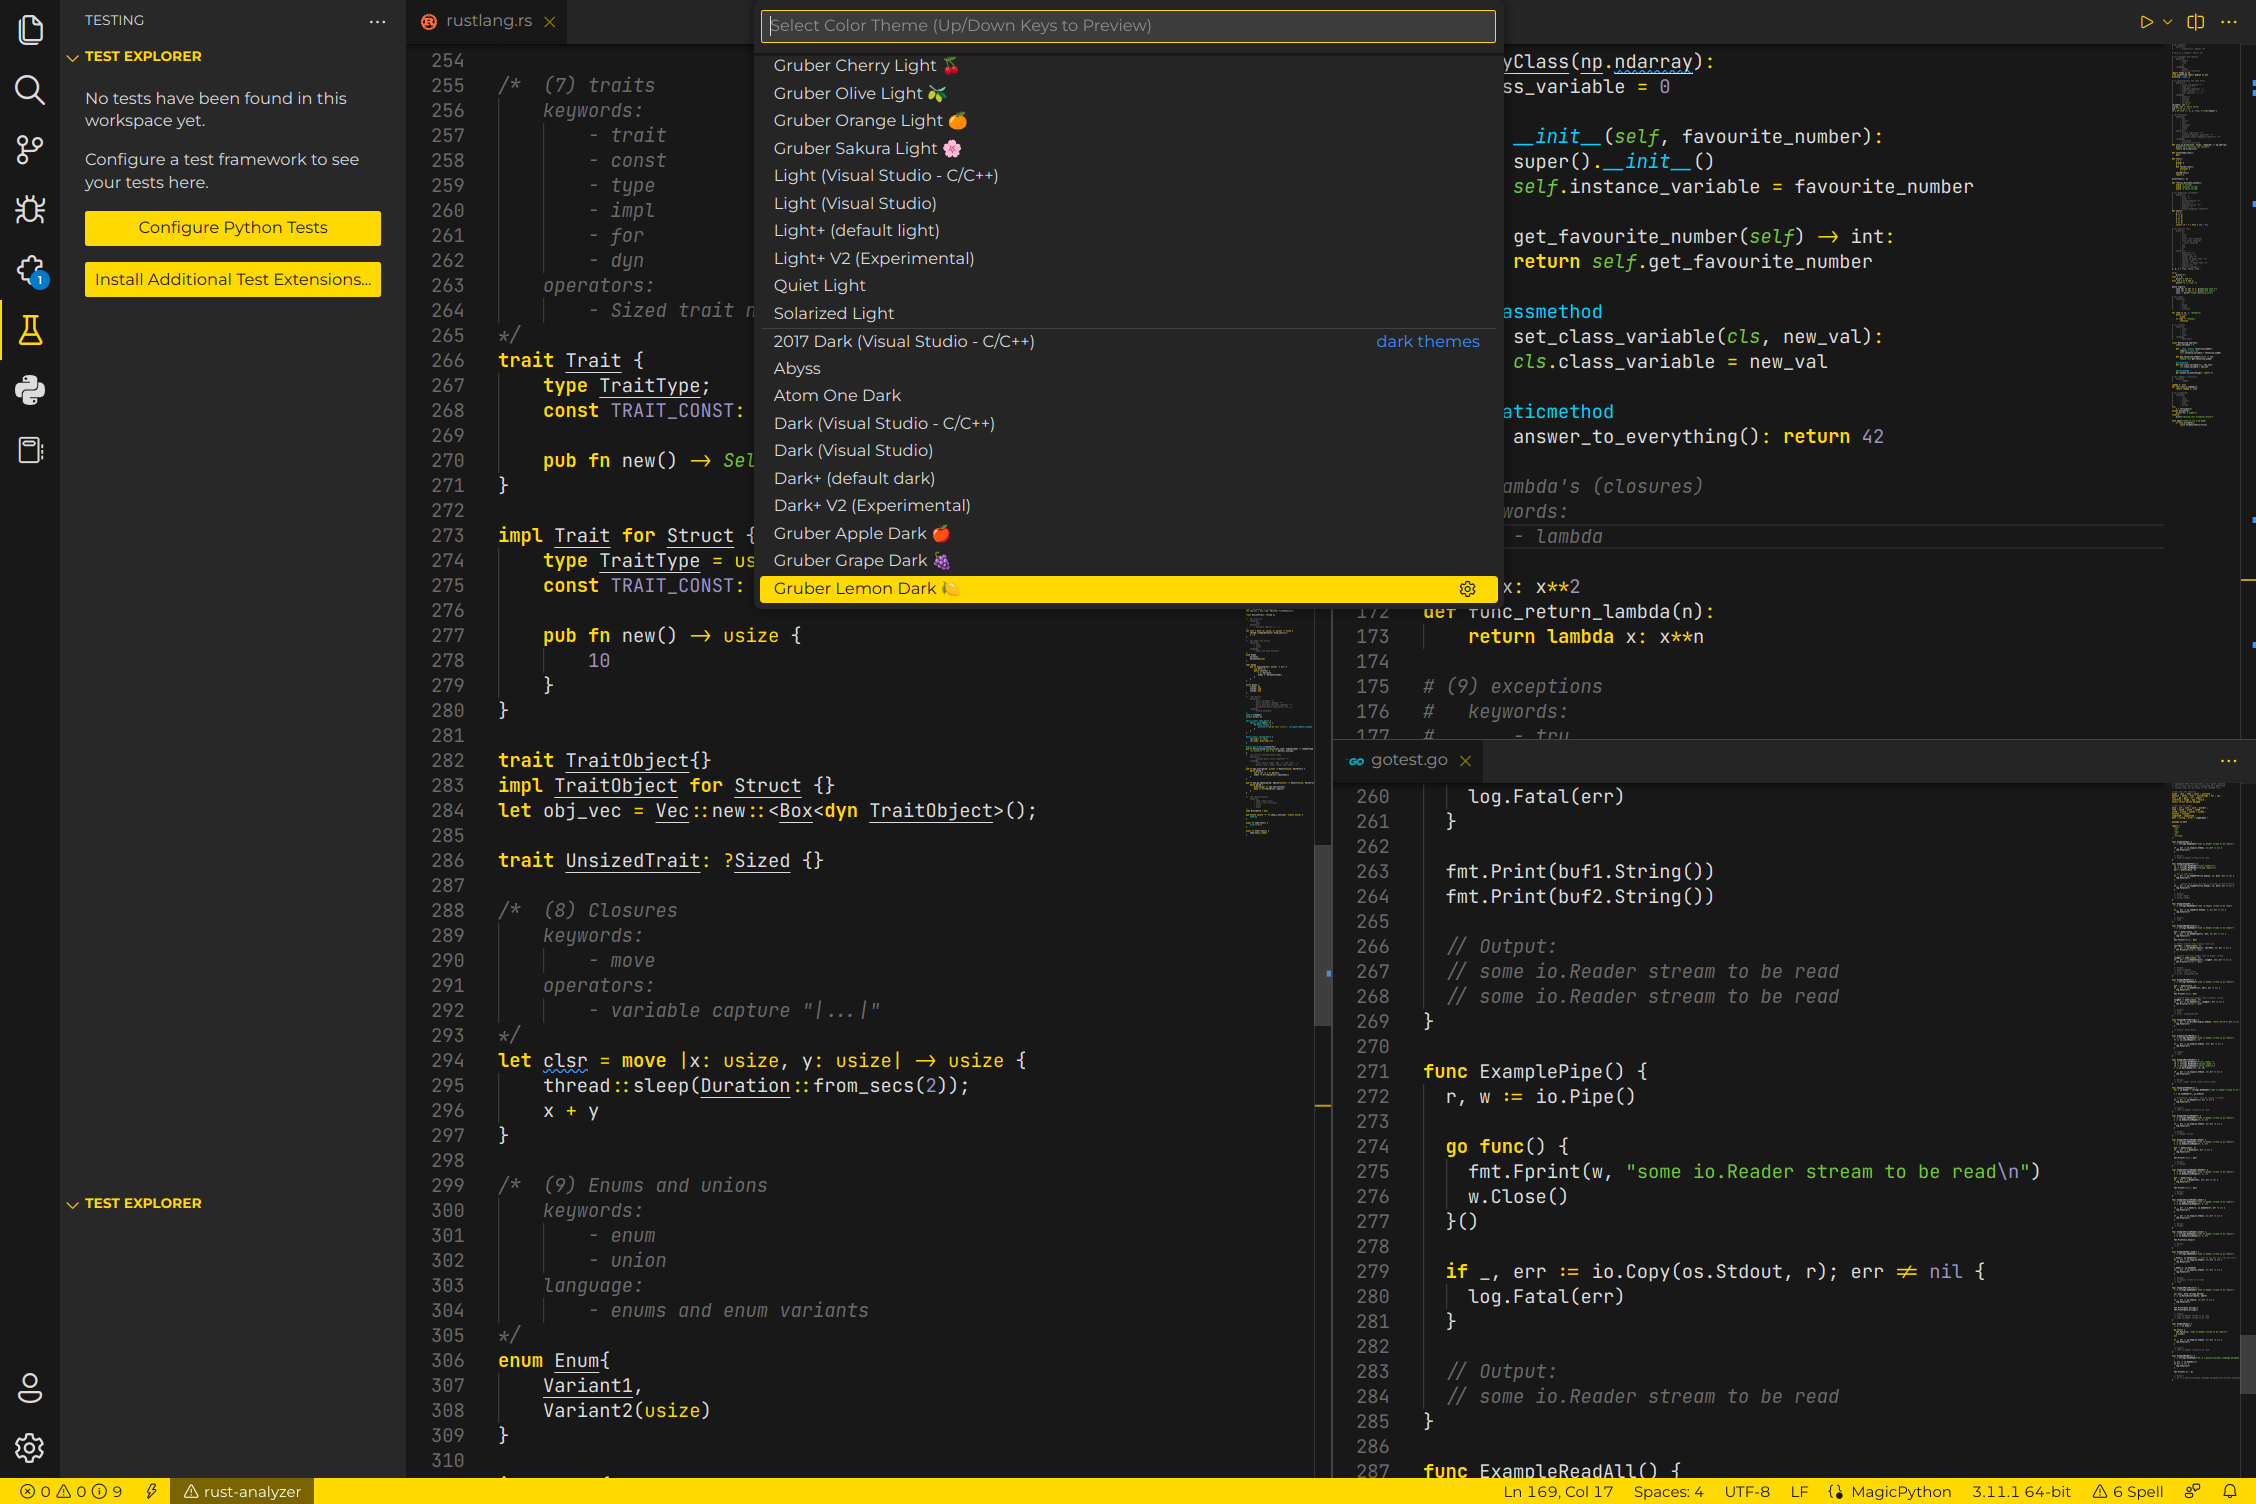 TESTING
TEST EXPLORER
No tests have been found in this
workspace yet.
Configure a test framework to see
your tests here.
Configure Python Tests
Install Additional Test Extensions...
1
TEST EXPLORER
rustlang.rs
254
255 /* (7) traits
256 keywords:
257 - trait
258 - const
259 - type
260 - impl
261 - for
262 - dyn
263 operators:
264 - Sized trait
265 */
266 trait Trait {
267 type TraitType;
268 const TRAIT_CONST:
269
270 pub fn new() -> Sel
271 }
272
273 impl Trait for Struct {
274 type TraitType = us
275 const TRAIT_CONST:
276
277 pub fn new() -> usize {
278 10
279 }
280 }
281
282 trait TraitObject{}
283 impl TraitObject for Struct {}
284 let obj_vec = Vec::new::<Box<dyn TraitObject>();
285
286 trait UnsizedTrait: ?Sized {}
287
288 /* (8) Closures
289 keywords:
290 - move
291 operators:
292 - variable capture "|...|"
293 */
294 let clsr = move |x: usize, y: usize| -> usize {
295 thread::sleep(Duration::from_secs(2));
296 x + y
297 }
298
299 /* (9) Enums and unions
300 keywords:
301 - enum
302 - union
303 language:
304 - enums and enum variants
305 */
306 enum Enum{
307 Variant1,
308 Variant2(usize)
309 }
310
Select Color Theme (Up/Down Keys to Preview)
Gruber Cherry Light 🍒
Gruber Olive Light 🫒
Gruber Orange Light 🍊
Gruber Sakura Light 🌸
Light (Visual Studio - C/C++)
Light (Visual Studio)
Light+ (default light)
Light+ V2 (Experimental)
Quiet Light
Solarized Light
2017 Dark (Visual Studio - C/C++) dark themes
Abyss
Atom One Dark
Dark (Visual Studio - C/C++)
Dark (Visual Studio)
Dark+ (default dark)
Dark+ V2 (Experimental)
Gruber Apple Dark 🍎
Gruber Grape Dark 🍇
Gruber Lemon Dark 🍋
yClass(np.ndarray):
ss_variable = 0
__init__(self, favourite_number):
super().__init__()
self.instance_variable = favourite_number
get_favourite_number(self) -> int:
return self.get_favourite_number
assmethod
set_class_variable(cls, new_val):
cls.class_variable = new_val
aticmethod
answer_to_everything(): return 42
ambda's (closures)
words:
- lambda
x: x**2
172 def func_return_lambda(n):
173 return lambda x: x**n
174
175 # (9) exceptions
176 # keywords:
177 # - try
gotest.go
260 log.Fatal(err)
261 }
262
263 fmt.Print(buf1.String())
264 fmt.Print(buf2.String())
265
266 // Output:
267 // some io.Reader stream to be read
268 // some io.Reader stream to be read
269 }
270
271 func ExamplePipe() {
272 r, w := io.Pipe()
273
274 go func() {
275 fmt.Fprint(w, "some io.Reader stream to be read\n")
276 w.Close()
277 }()
278
279 if _, err := io.Copy(os.Stdout, r); err != nil {
280 log.Fatal(err)
281 }
282
283 // Output:
284 // some io.Reader stream to be read
285 }
286
287 func ExampleReadAll() {
0 0 9 rust-analyzer Ln 169, Col 17 Spaces: 4 UTF-8 LF MagicPython 3.11.1 64-bit 6 Spell